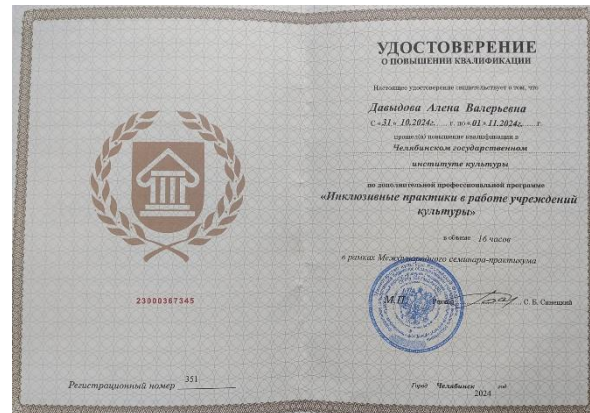 23000367345
Регистрационный номер 351
УДОСТОВЕРЕНИЕ
О ПОВЫШЕНИИ КВАЛИФИКАЦИИ
Настоящее удостоверение свидетельствует о том, что
Давыдова Алена Валерьевна
с «31» 10.2024г. г. по «01» 11.2024г. г.
прошел(а) повышение квалификации в
Челябинском государственном
институте культуры
по дополнительной профессиональной программе
«Инклюзивные практики в работе учреждений
культуры»
в объеме 16 часов
в рамках Международного семинара-практикума
М.П. С. Б. Синецкий
Город Челябинск год
2024